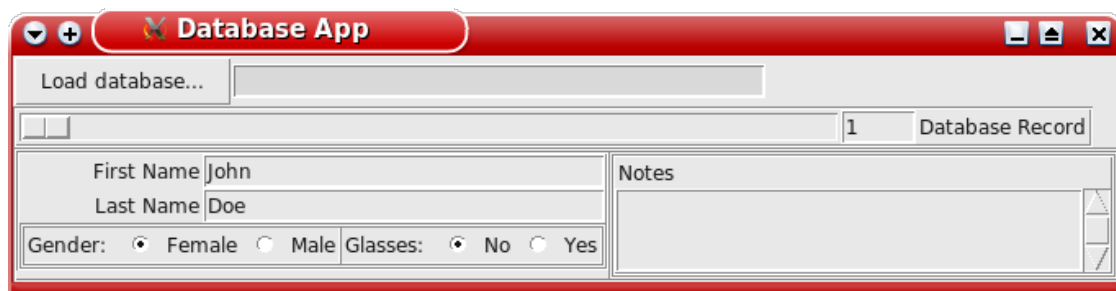 Database App
Load database...
1 Database Record
First Name John
Last Name Doe
Notes
Gender: Female Male Glasses: No Yes